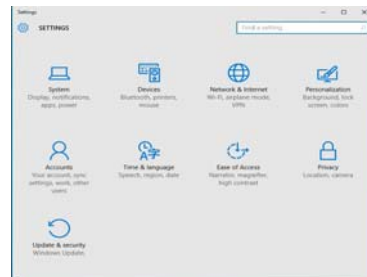 Settings
SETTINGS
Find a setting
System
Display, notifications,
apps, power
Devices
Bluetooth, printers,
mouse
Network & Internet
Wi-Fi, airplane mode,
VPN
Personalization
Background, lock
screen, colors
Accounts
Your account, sync
settings, work, other
users
Time & language
Speech, region, date
Ease of Access
Narrator, magnifier,
high contrast
Privacy
Location, camera
Update & security
Windows Update